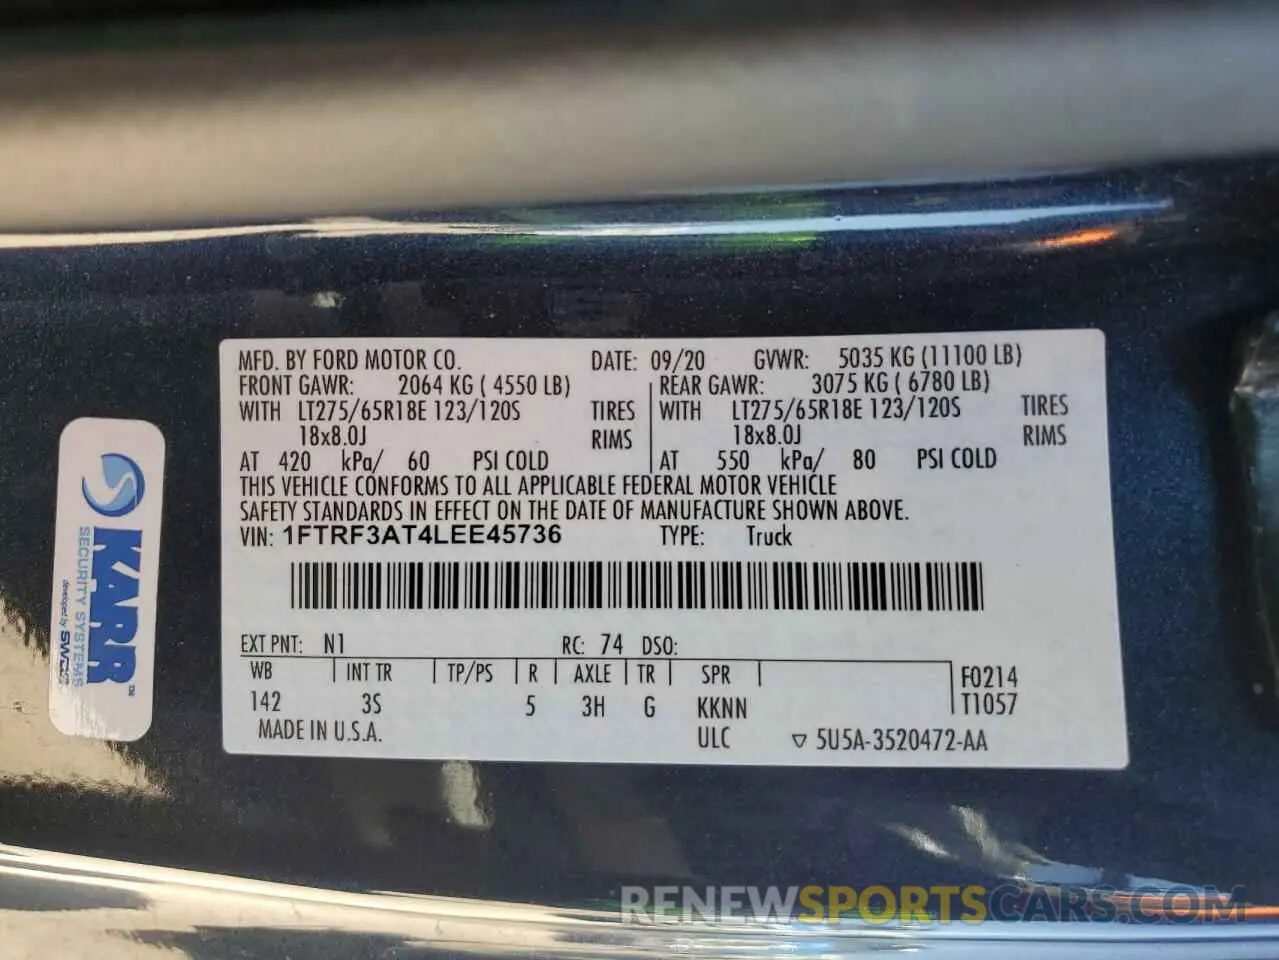 MFD. BY FORD MOTOR CO. DATE: 09/20 GVWR: 5035 KG (11100 LB)
FRONT GAWR: 2064 KG ( 4550 LB) REAR GAWR: 3075 KG ( 6780 LB)
WITH LT275/65R18E 123/120S TIRES WITH LT275/65R18E 123/120S TIRES
18x8.0J RIMS 18x8.0J RIMS
AT 420 kPa/ 60 PSI COLD AT 550 kPa/ 80 PSI COLD
THIS VEHICLE CONFORMS TO ALL APPLICABLE FEDERAL MOTOR VEHICLE
SAFETY STANDARDS IN EFFECT ON THE DATE OF MANUFACTURE SHOWN ABOVE.
VIN: 1FTRF3AT4LEE45736 TYPE: Truck
EXT PNT: N1 RC: 74 DSO:
WB INT TR TP/PS R AXLE TR SPR F0214
142 3S 5 3H G KKNN T1057
MADE IN U.S.A. ULC ▽ 5U5A-3520472-AA
KARR™
SECURITY SYSTEMS
developed by
RENEWSPORTSCARS.COM